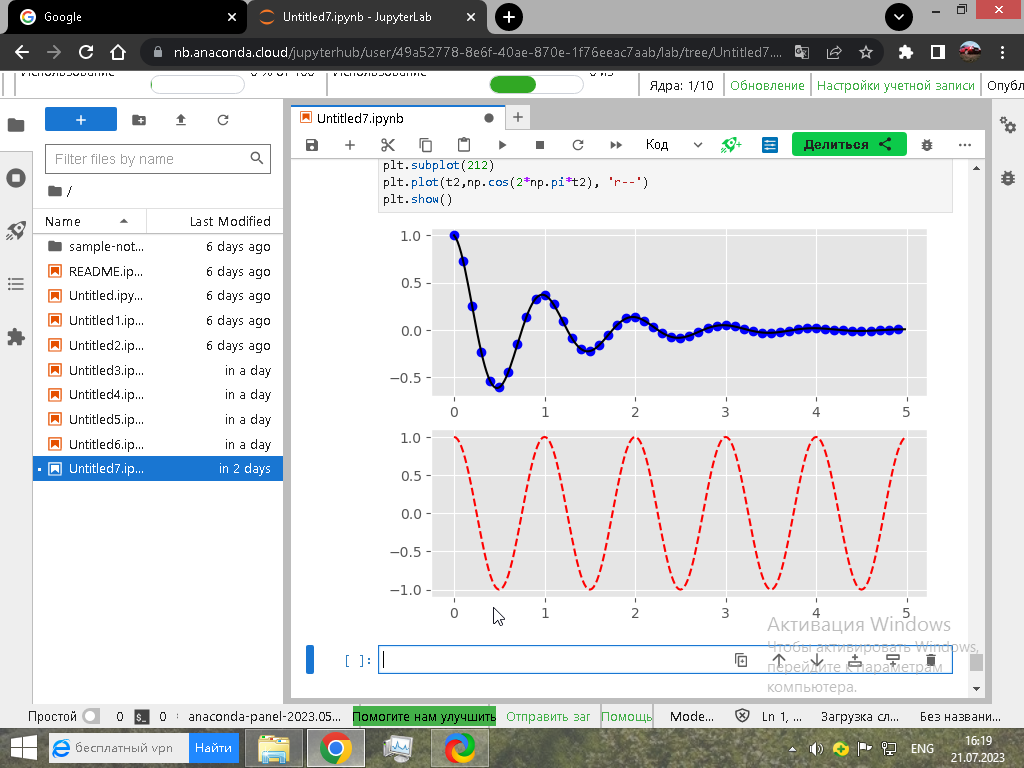 Google
Untitled7.ipynb - JupyterLab
nb.anaconda.cloud/jupyterhub/user/49a52778-8e6f-40ae-870e-1f76eeac7aab/lab/tree/Untitled7....
Использование 0 % от 100 Использование 0 из Ядра: 1/10 Обновление Настройки учетной записи Опубл
Untitled7.ipynb
Код Делиться
Filter files by name
/
Name Last Modified
sample-not... 6 days ago
README.ip... 6 days ago
Untitled.ipy... 6 days ago
Untitled1.ip... 6 days ago
Untitled2.ip... 6 days ago
Untitled3.ip... in a day
Untitled4.ip... in a day
Untitled5.ip... in a day
Untitled6.ip... in a day
Untitled7.ip... in 2 days
plt.subplot(212)
plt.plot(t2,np.cos(2*np.pi*t2), 'r--')
plt.show()
1.0
0.5
0.0
−0.5
0 1 2 3 4 5
1.0
0.5
0.0
−0.5
−1.0
0 1 2 3 4 5
[ ]:
Активация Windows
Чтобы активировать Windows,
перейдите к параметрам
компьютера.
Простой 0 $_ 0 anaconda-panel-2023.05... Помогите нам улучшить Отправить заг Помощь Mode... Ln 1, ... Загрузка сл... Без названи...
бесплатный vpn Найти
ENG 16:19
21.07.2023